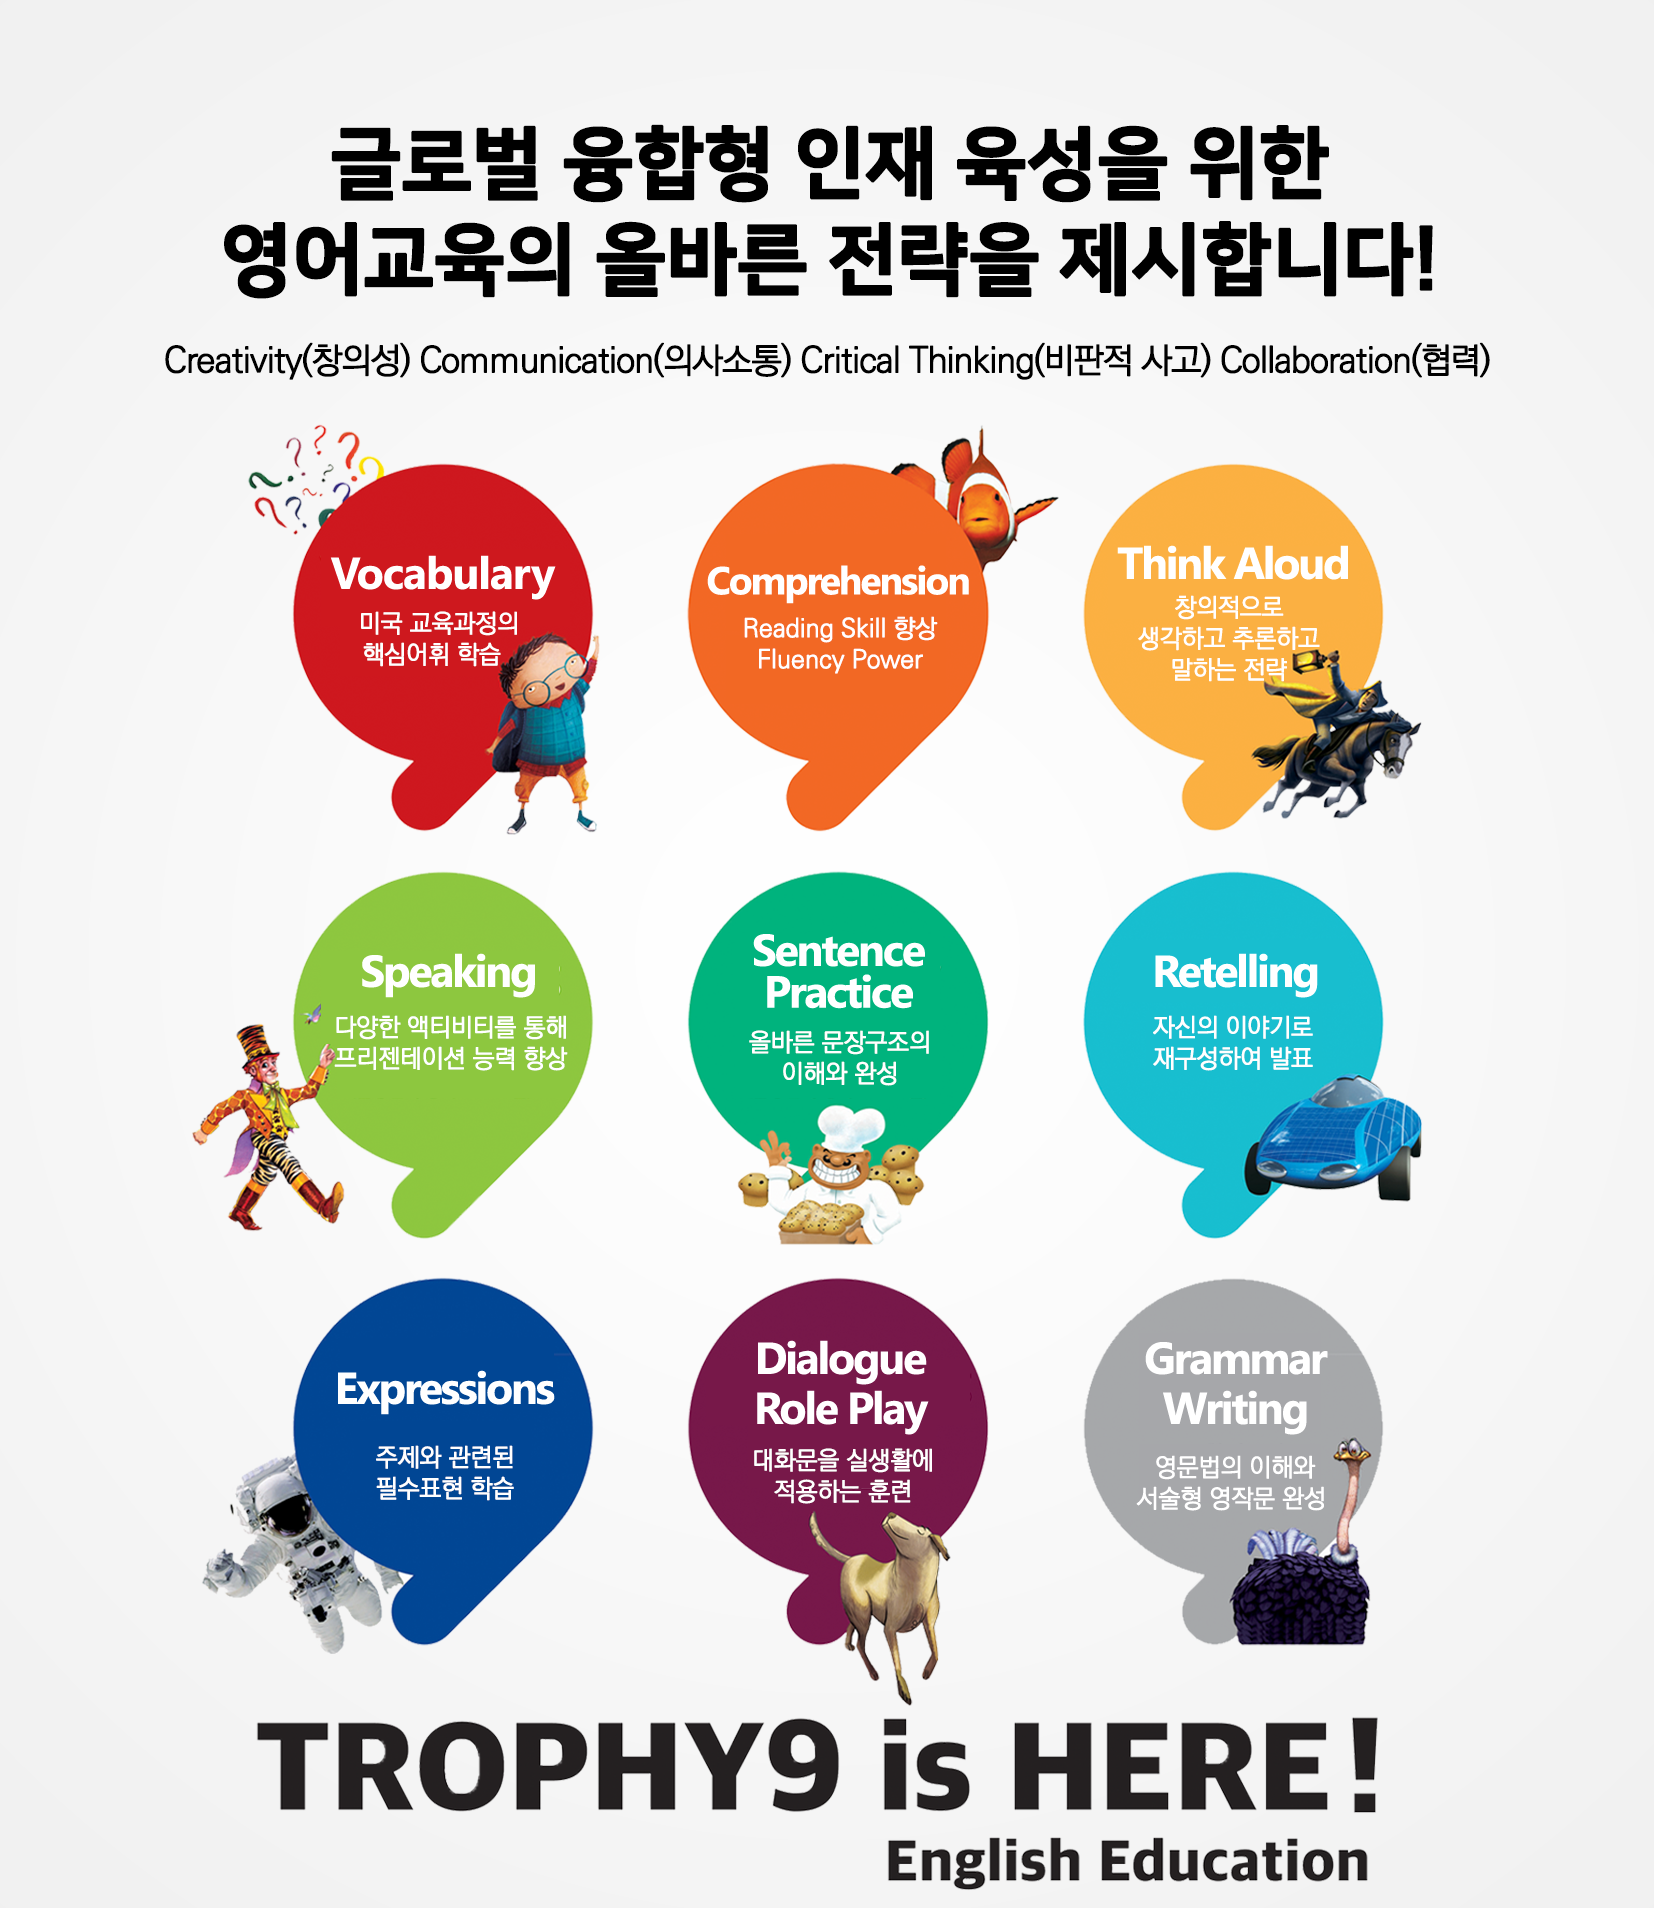 글로벌 융합형 인재 육성을 위한
영어교육의 올바른 전략을 제시합니다!
Creativity(창의성) Communication(의사소통) Critical Thinking(비판적 사고) Collaboration(협력)
Vocabulary
미국 교육과정의
핵심어휘 학습
Comprehension
Reading Skill 향상
Fluency Power
Think Aloud
창의적으로
생각하고 추론하고
말하는 전략
Speaking
다양한 액티비티를 통해
프리젠테이션 능력 향상
Sentence
Practice
올바른 문장구조의
이해와 완성
Retelling
자신의 이야기로
재구성하여 발표
Expressions
주제와 관련된
필수표현 학습
Dialogue
Role Play
대화문을 실생활에
적용하는 훈련
Grammar
Writing
영문법의 이해와
서술형 영작문 완성
TROPHY9 is HERE!
English Education